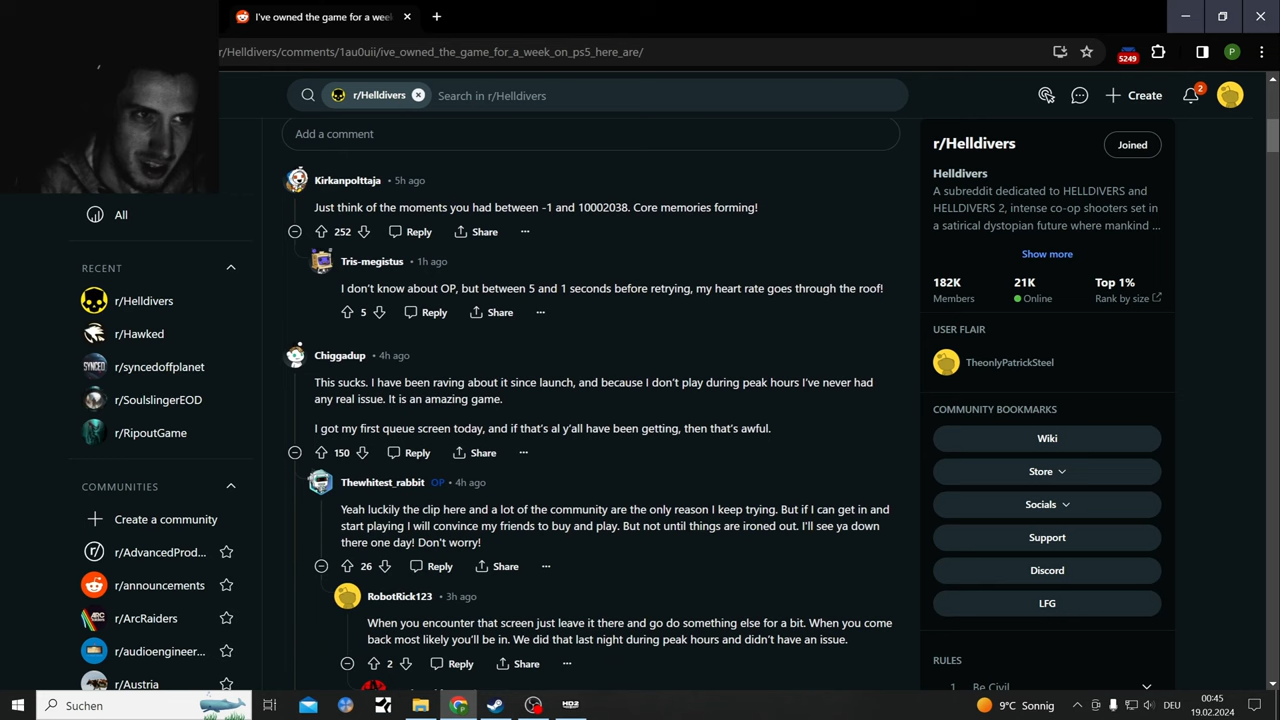 I've owned the game for a wee
r/Helldivers/comments/1au0uii/ive_owned_the_game_for_a_week_on_ps5_here_are/
5249
P
r/Helldivers
Search in r/Helldivers
Create
2
Add a comment
All
RECENT
r/Helldivers
r/Hawked
SYNCED
r/syncedoffplanet
r/SoulslingerEOD
r/RipoutGame
COMMUNITIES
Create a community
r/AdvancedProd...
r/announcements
r/ArcRaiders
r/audioengineer...
r/Austria
Kirkanpolttaja • 5h ago
Just think of the moments you had between -1 and 10002038. Core memories forming!
252 Reply Share ...
Tris-megistus • 1h ago
I don't know about OP, but between 5 and 1 seconds before retrying, my heart rate goes through the roof!
5 Reply Share ...
Chiggadup • 4h ago
This sucks. I have been raving about it since launch, and because I don't play during peak hours I've never had
any real issue. It is an amazing game.
I got my first queue screen today, and if that's al y'all have been getting, then that's awful.
150 Reply Share ...
Thewhitest_rabbit OP • 4h ago
Yeah luckily the clip here and a lot of the community are the only reason I keep trying. But if I can get in and
start playing I will convince my friends to buy and play. But not until things are ironed out. I'll see ya down
there one day! Don't worry!
26 Reply Share ...
RobotRick123 • 3h ago
When you encounter that screen just leave it there and go do something else for a bit. When you come
back most likely you'll be in. We did that last night during peak hours and didn't have an issue.
2 Reply Share ...
r/Helldivers
Joined
Helldivers
A subreddit dedicated to HELLDIVERS and
HELLDIVERS 2, intense co-op shooters set in
a satirical dystopian future where mankind ...
Show more
182K 21K Top 1%
Members Online Rank by size
USER FLAIR
TheonlyPatrickSteel
COMMUNITY BOOKMARKS
Wiki
Store
Socials
Support
Discord
LFG
RULES
1 Be Civil
Suchen
HD2
9°C Sonnig
DEU
00:45
19.02.2024